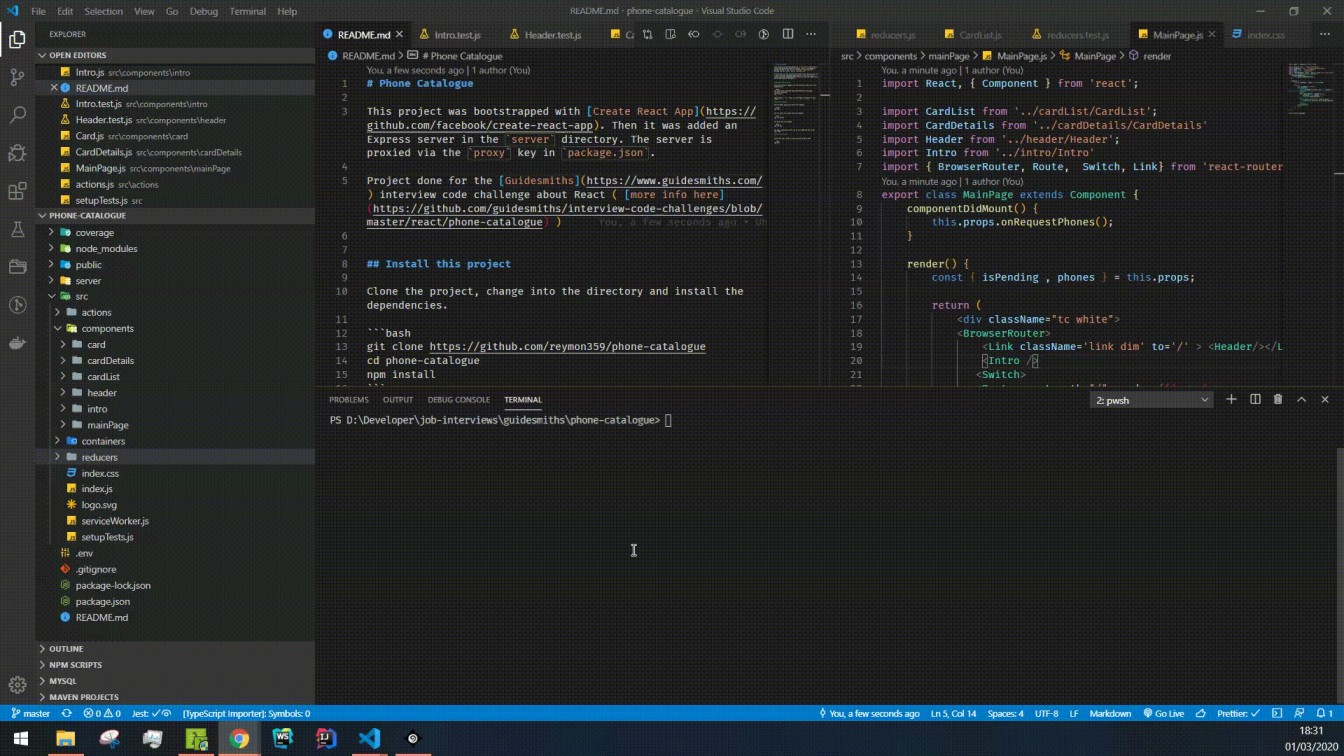 File Edit Selection View Go Debug Terminal Help
README.md - phone-catalogue - Visual Studio Code
EXPLORER
OPEN EDITORS
Intro.js src\components\intro
README.md
Intro.test.js src\components\intro
Header.test.js src\components\header
Card.js src\components\card
CardDetails.js src\components\cardDetails
MainPage.js src\components\mainPage
actions.js src\actions
setupTests.js src
PHONE-CATALOGUE
coverage
node_modules
public
server
src
actions
components
card
cardDetails
cardList
header
intro
mainPage
containers
reducers
index.css
index.js
logo.svg
serviceWorker.js
setupTests.js
.env
.gitignore
package-lock.json
package.json
README.md
OUTLINE
NPM SCRIPTS
MYSQL
MAVEN PROJECTS
README.md Intro.test.js Header.test.js
README.md > # Phone Catalogue
You, a few seconds ago | 1 author (You)
1 # Phone Catalogue
2
3 This project was bootstrapped with [Create React App](https://
github.com/facebook/create-react-app). Then it was added an
Express server in the `server` directory. The server is
proxied via the `proxy` key in `package.json`.
4
5 Project done for the [Guidesmiths](https://www.guidesmiths.com/
) interview code challenge about React ( [more info here]
(https://github.com/guidesmiths/interview-code-challenges/blob/
master/react/phone-catalogue) ) You, a few seconds ago • Un
6
7
8 ## Install this project
9
10 Clone the project, change into the directory and install the
dependencies.
11
12 ```bash
13 git clone https://github.com/reymon359/phone-catalogue
14 cd phone-catalogue
15 npm install
16 ```
reducers.js CardList.js reducers.test.js MainPage.js index.css
src > components > mainPage > MainPage.js > MainPage > render
You, a minute ago | 1 author (You)
1 import React, { Component } from 'react';
2
3 import CardList from '../cardList/CardList';
4 import CardDetails from '../cardDetails/CardDetails'
5 import Header from '../header/Header';
6 import Intro from '../intro/Intro'
7 import { BrowserRouter, Route, Switch, Link} from 'react-router
You, a minute ago | 1 author (You)
8 export class MainPage extends Component {
9 componentDidMount() {
10 this.props.onRequestPhones();
11 }
12
13 render() {
14 const { isPending , phones } = this.props;
15
16 return (
17 <div className="tc white">
18 <BrowserRouter>
19 <Link className='link dim' to='/' > <Header/></L
20 <Intro />
21 <Switch>
PROBLEMS OUTPUT DEBUG CONSOLE TERMINAL
2: pwsh
PS D:\Developer\job-interviews\guidesmiths\phone-catalogue>
master 0 0 Jest: [TypeScript Importer]: Symbols: 0
You, a few seconds ago Ln 5, Col 14 Spaces: 4 UTF-8 LF Markdown Go Live Prettier: 1
WS
IJ
18:31
01/03/2020